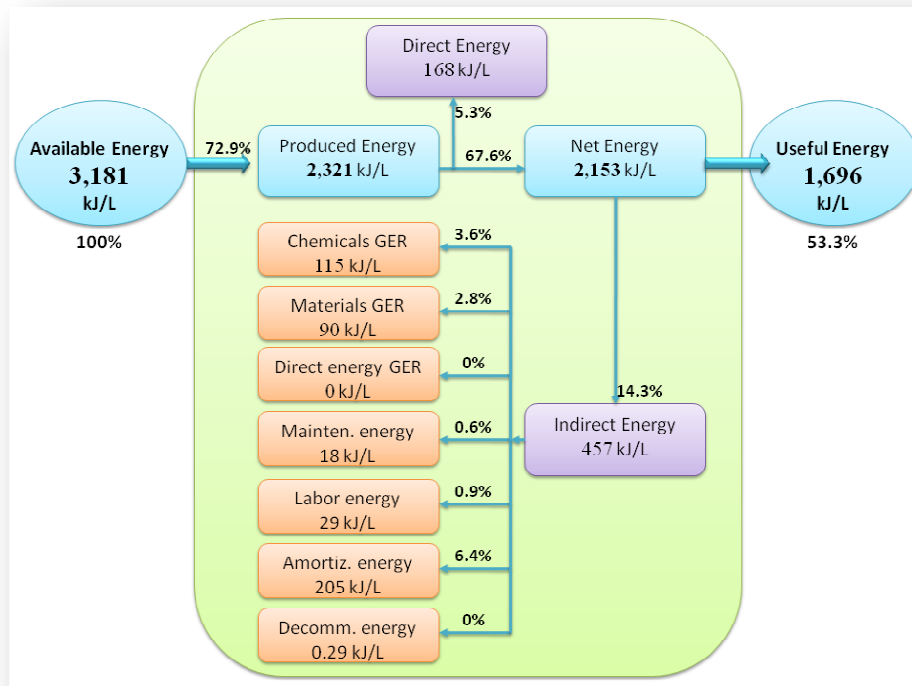 Direct Energy
168 kJ/L
5.3%
Available Energy
3,181
kJ/L
100%
72.9%
Produced Energy
2,321 kJ/L
67.6%
Net Energy
2,153 kJ/L
Useful Energy
1,696
kJ/L
53.3%
Chemicals GER
115 kJ/L
3.6%
Materials GER
90 kJ/L
2.8%
Direct energy GER
0 kJ/L
0%
14.3%
Indirect Energy
457 kJ/L
Mainten. energy
18 kJ/L
0.6%
Labor energy
29 kJ/L
0.9%
Amortiz. energy
205 kJ/L
6.4%
Decomm. energy
0.29 kJ/L
0%